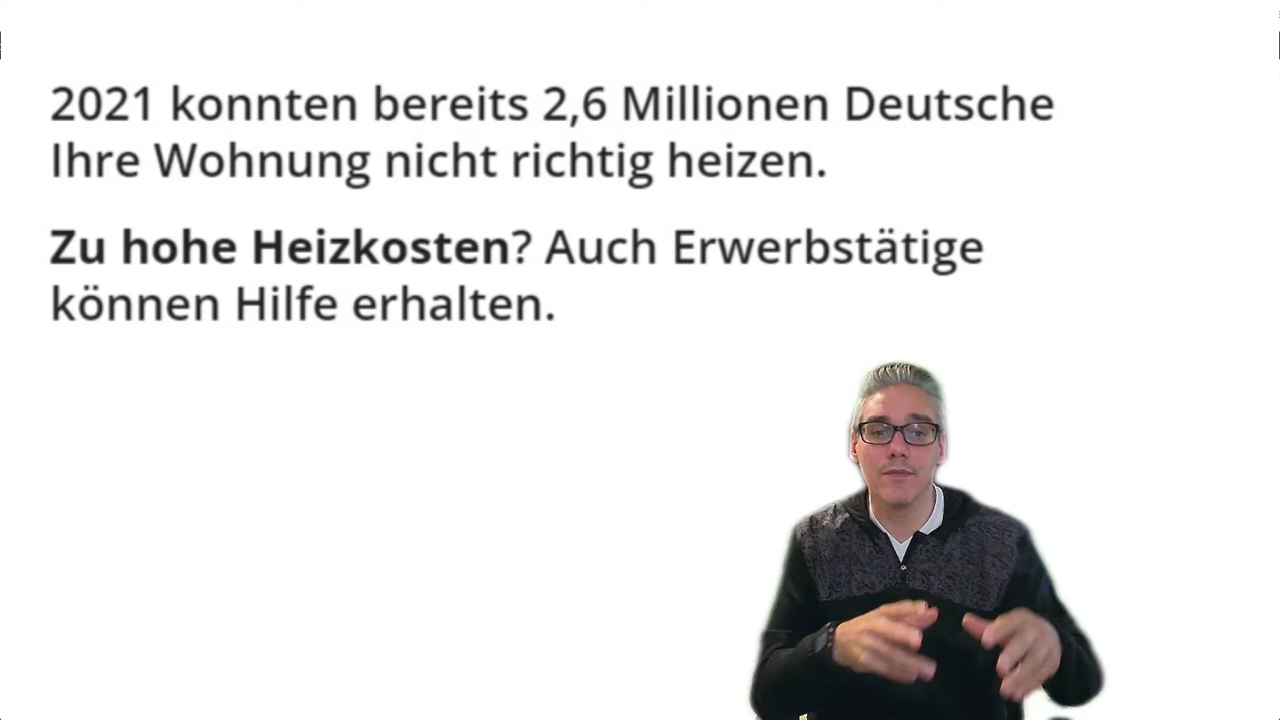 2021 konnten bereits 2,6 Millionen Deutsche
Ihre Wohnung nicht richtig heizen.
Zu hohe Heizkosten? Auch Erwerbstätige
können Hilfe erhalten.